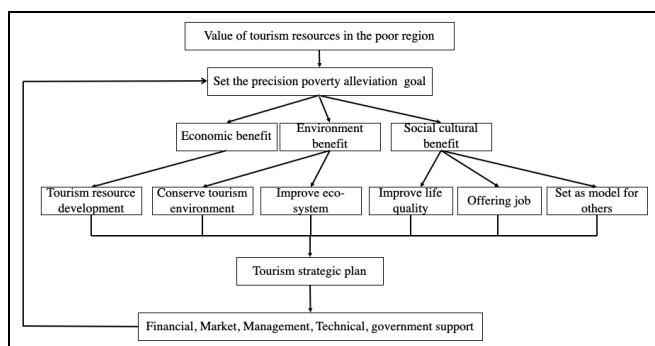 Value of tourism resources in the poor region
Set the precision poverty alleviation goal
Economic benefit
Environment
benefit
Social cultural
benefit
Tourism resource
development
Conserve tourism
environment
Improve eco-
system
Improve life
quality
Offering job
Set as model for
others
Tourism strategic plan
Financial, Market, Management, Technical, government support